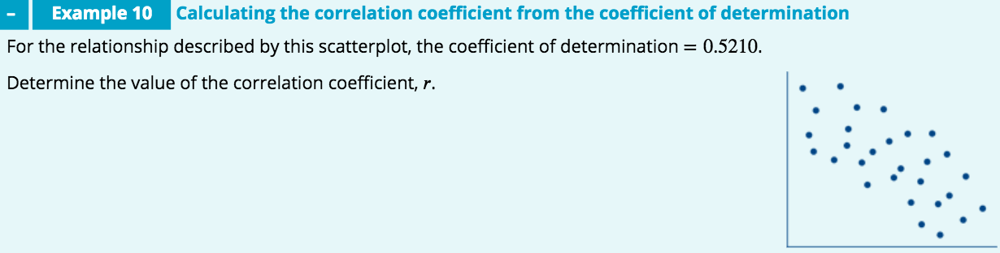 - Example 10 Calculating the correlation coefficient from the coefficient of determination
For the relationship described by this scatterplot, the coefficient of determination = 0.5210.
Determine the value of the correlation coefficient, r.